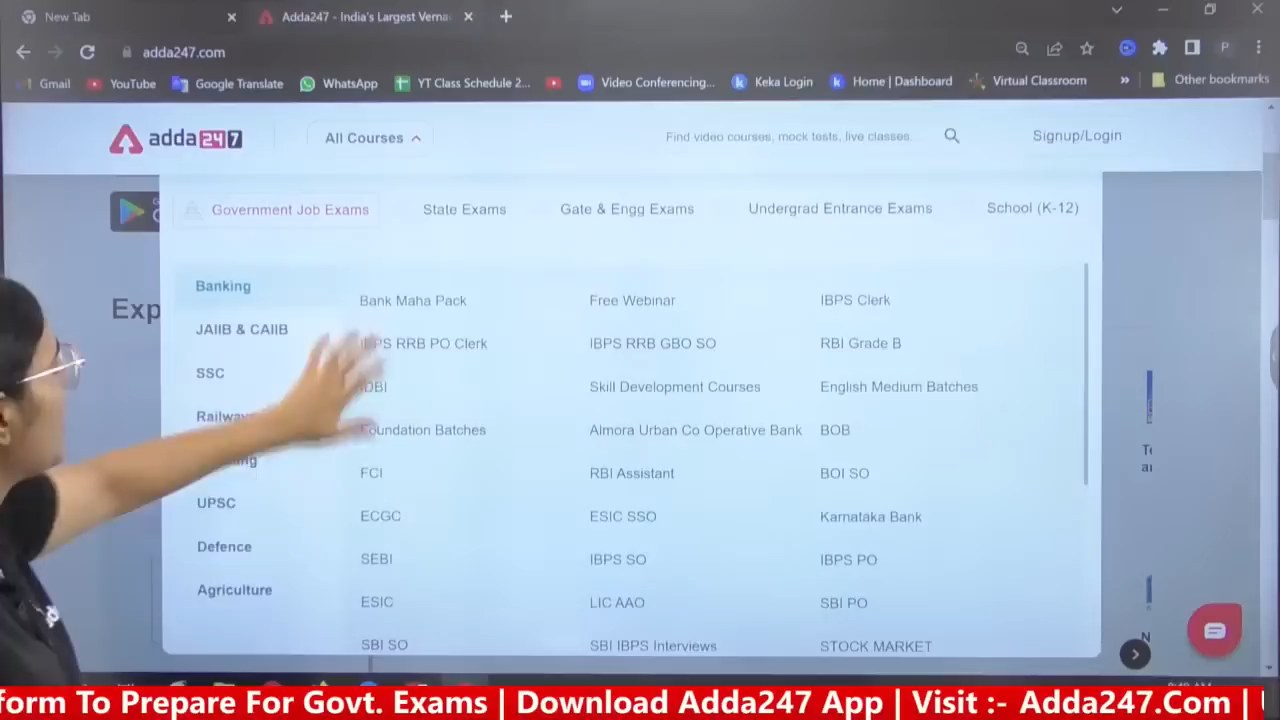 New Tab
Adda247 - India's Largest Verna
adda247.com
P
Gmail
YouTube
Google Translate
WhatsApp
YT Class Schedule 2...
Video Conferencing...
Keka Login
Home | Dashboard
Virtual Classroom
»
Other bookmarks
adda247
All Courses
Find video courses, mock tests, live classes.
Signup/Login
Government Job Exams
State Exams
Gate & Engg Exams
Undergrad Entrance Exams
School (K-12)
Exp
Banking
JAIIB & CAIIB
SSC
Railway
UPSC
Defence
Agriculture
Bank Maha Pack
Free Webinar
IBPS Clerk
IBPS RRB PO Clerk
IBPS RRB GBO SO
RBI Grade B
IDBI
Skill Development Courses
English Medium Batches
Foundation Batches
Almora Urban Co Operative Bank
BOB
FCI
RBI Assistant
BOI SO
ECGC
ESIC SSO
Karnataka Bank
SEBI
IBPS SO
IBPS PO
ESIC
LIC AAO
SBI PO
SBI SO
SBI IBPS Interviews
STOCK MARKET
form To Prepare For Govt. Exams | Download Adda247 App | Visit :- Adda247.Com |